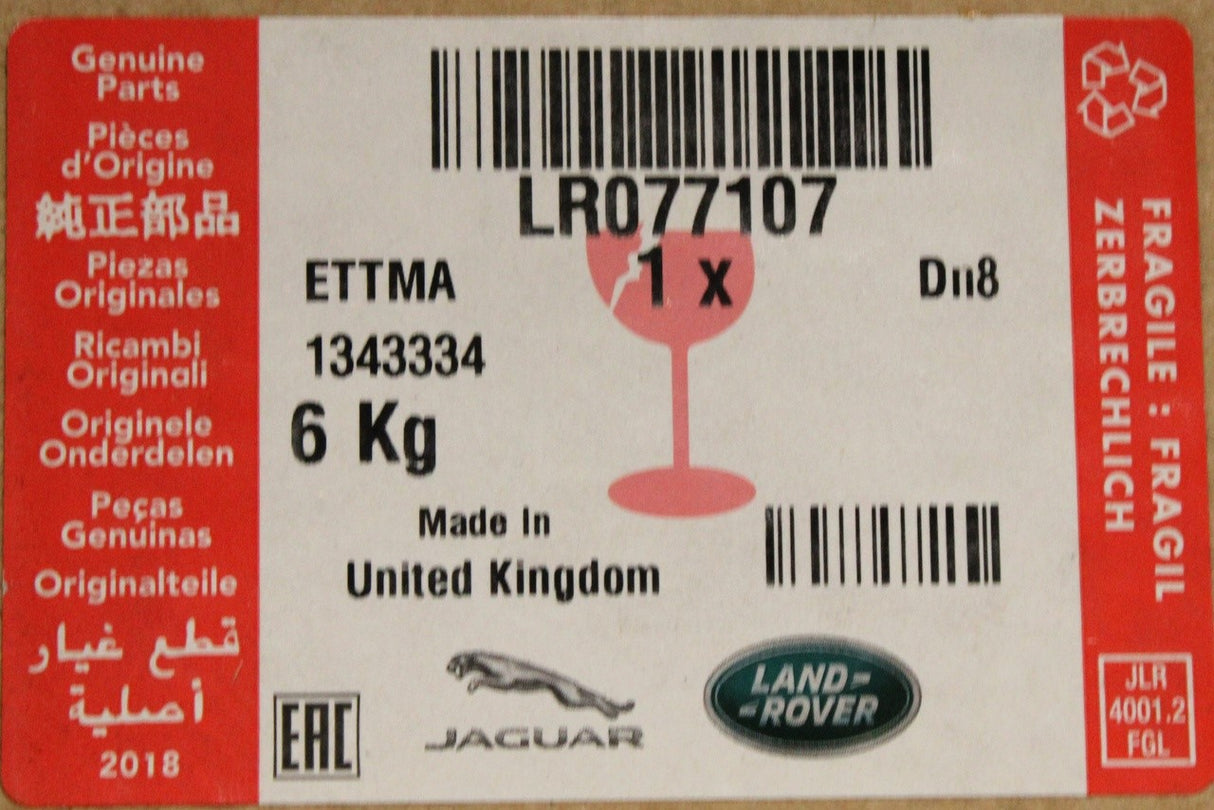 Genuine
Parts
Pièces
d'Origine
純正部品
Piezas
Originales
Ricambi
Originali
Originele
Onderdelen
Peças
Genuinas
Originalteile
قطع غيار
أصلية
2018
LR077107
1 x
ETTMA
Dn8
1343334
6 Kg
Made In
United Kingdom
EAC
JAGUAR
LAND-
-ROVER
FRAGILE : FRAGIL
ZERBRECHLICH
JLR
4001.2
FGL